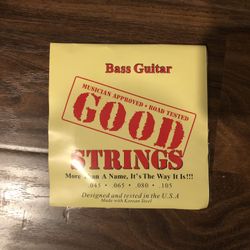 Bass Guitar
MUSICIAN APPROVED • ROAD TESTED
GOOD
STRINGS
More Than A Name, It's The Way It Is!!!
.045 • .065 • .080 • .105
Designed and tested in the U.S.A
Made with Korean Steel